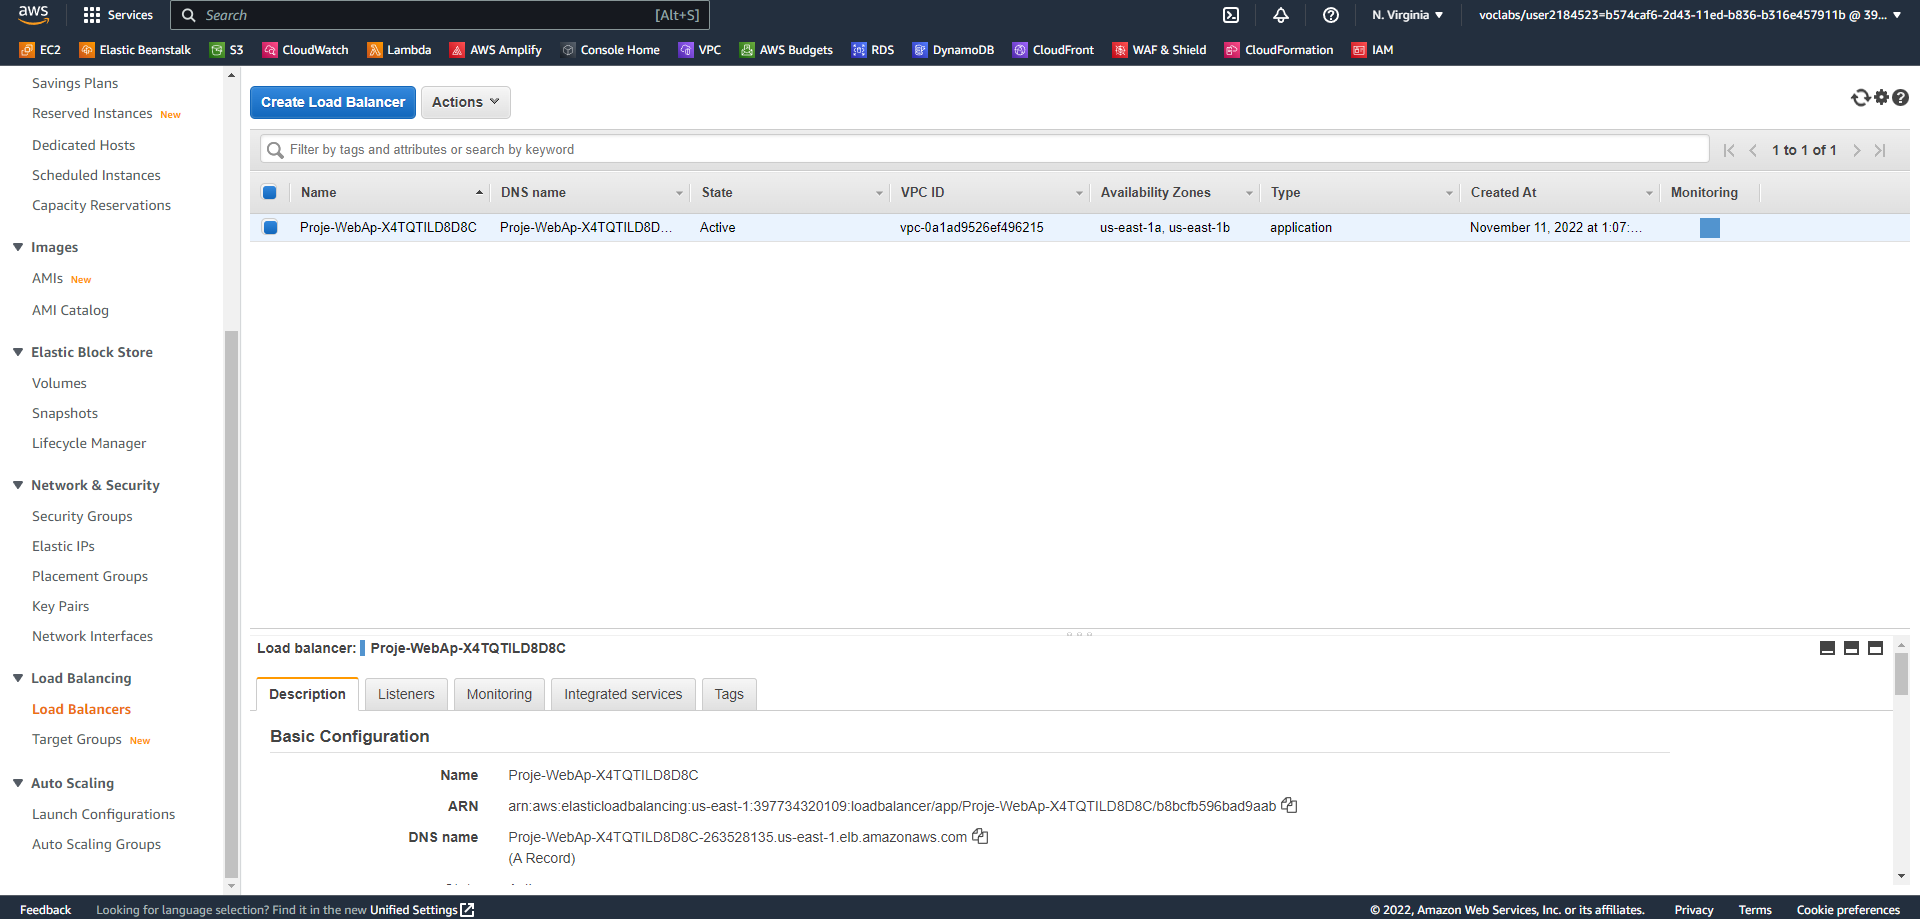 aws
Services
Search
[Alt+S]
N. Virginia
voclabs/user2184523=b574caf6-2d43-11ed-b836-b316e457911b @ 39...
EC2
Elastic Beanstalk
S3
CloudWatch
Lambda
AWS Amplify
Console Home
VPC
AWS Budgets
RDS
DynamoDB
CloudFront
WAF & Shield
CloudFormation
IAM
Savings Plans
Reserved Instances New
Dedicated Hosts
Scheduled Instances
Capacity Reservations
Images
AMIs New
AMI Catalog
Elastic Block Store
Volumes
Snapshots
Lifecycle Manager
Network & Security
Security Groups
Elastic IPs
Placement Groups
Key Pairs
Network Interfaces
Load Balancing
Load Balancers
Target Groups New
Auto Scaling
Launch Configurations
Auto Scaling Groups
Create Load Balancer
Actions
Filter by tags and attributes or search by keyword
1 to 1 of 1
Name DNS name State VPC ID Availability Zones Type Created At Monitoring
Proje-WebAp-X4TQTILD8D8C Proje-WebAp-X4TQTILD8D... Active vpc-0a1ad9526ef496215 us-east-1a, us-east-1b application November 11, 2022 at 1:07:...
Load balancer: Proje-WebAp-X4TQTILD8D8C
Description
Listeners
Monitoring
Integrated services
Tags
Basic Configuration
Name Proje-WebAp-X4TQTILD8D8C
ARN arn:aws:elasticloadbalancing:us-east-1:397734320109:loadbalancer/app/Proje-WebAp-X4TQTILD8D8C/b8bcfb596bad9aab
DNS name Proje-WebAp-X4TQTILD8D8C-263528135.us-east-1.elb.amazonaws.com
(A Record)
Feedback
Looking for language selection? Find it in the new Unified Settings
© 2022, Amazon Web Services, Inc. or its affiliates.
Privacy
Terms
Cookie preferences